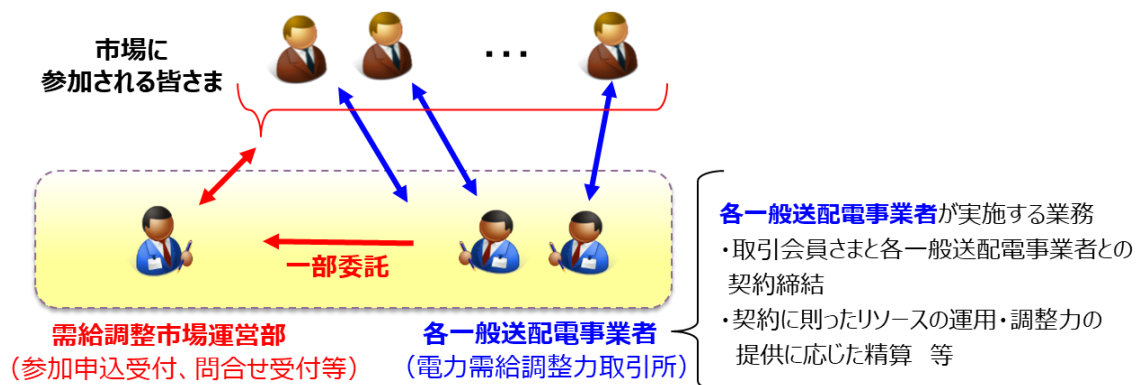 市場に
参加される皆さま
・・・
一部委託
需給調整市場運営部
（参加申込受付、問合せ受付等）
各一般送配電事業者
（電力需給調整力取引所）
各一般送配電事業者が実施する業務
・取引会員さまと各一般送配電事業者との
契約締結
・契約に則ったリソースの運用・調整力の
提供に応じた精算　等